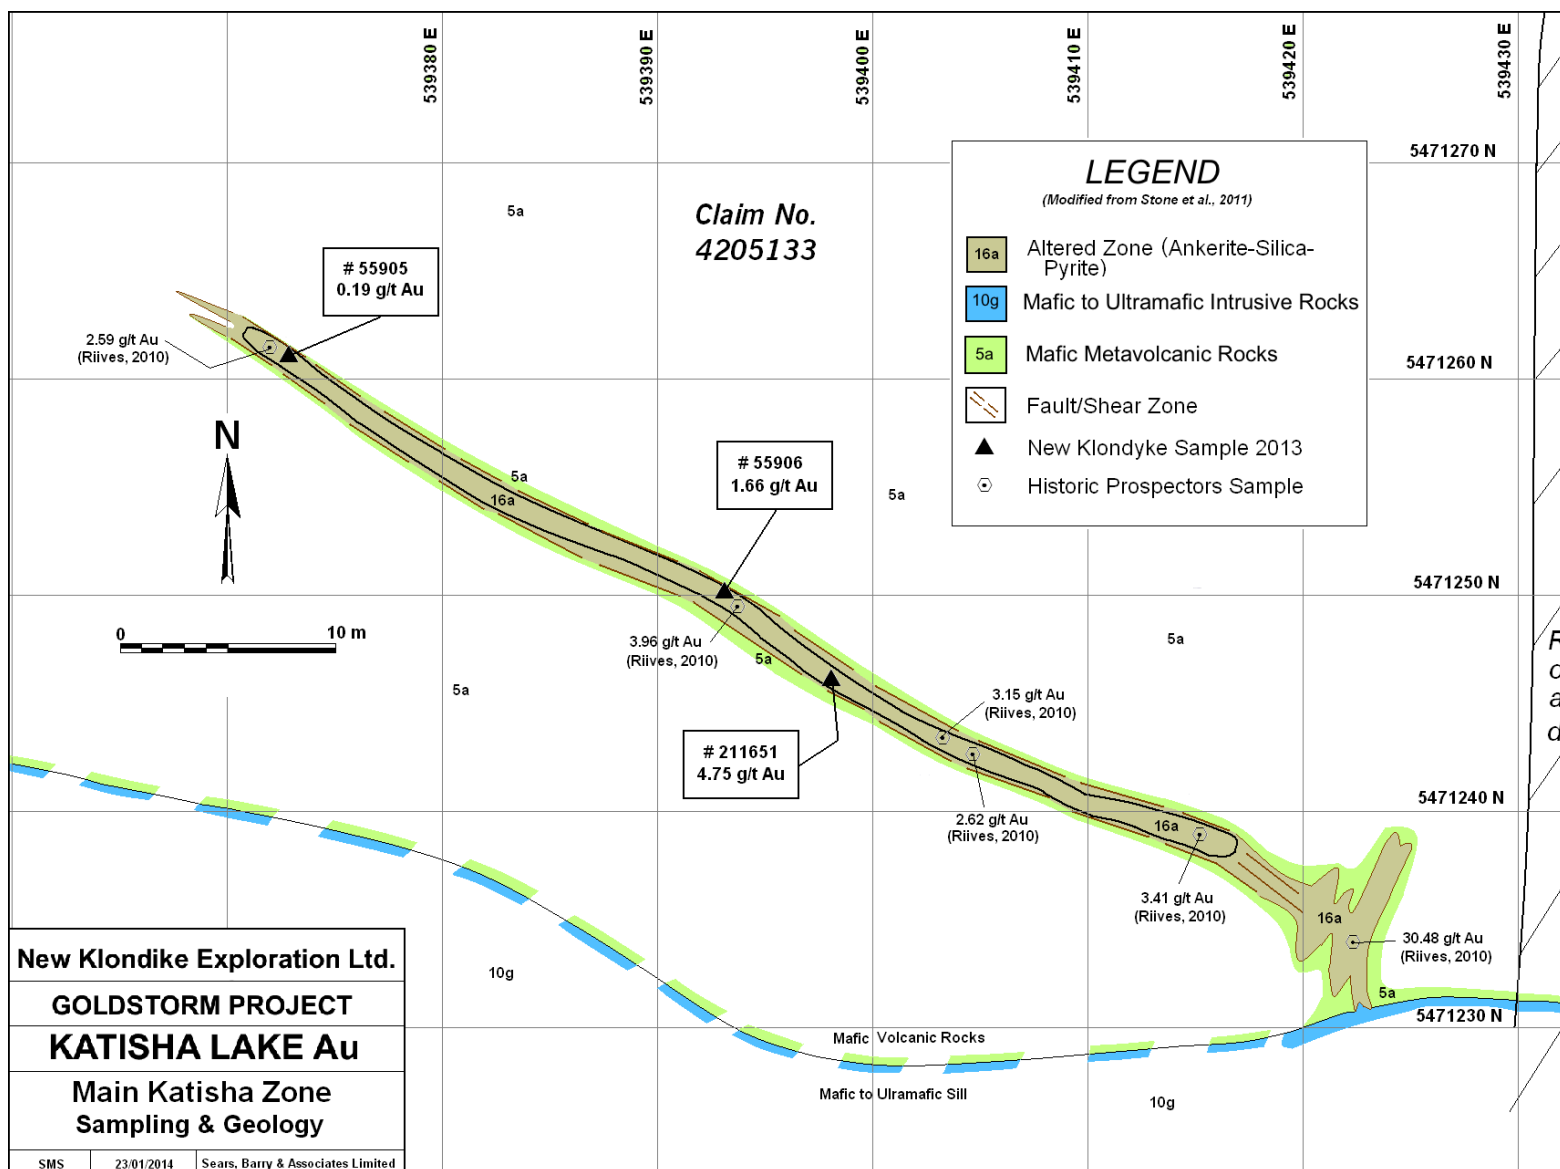 539380 E
539390 E
539400 E
539410 E
539420 E
539430 E
5471270 N
5471260 N
5471250 N
5471240 N
5471230 N
LEGEND
(Modified from Stone et al., 2011)
16a
Altered Zone (Ankerite-Silica-
Pyrite)
10g
Mafic to Ultramafic Intrusive Rocks
5a
Mafic Metavolcanic Rocks
Fault/Shear Zone
New Klondyke Sample 2013
Historic Prospectors Sample
5a
Claim No.
4205133
# 55905
0.19 g/t Au
2.59 g/t Au
(Riives, 2010)
N
0
10 m
5a
16a
# 55906
1.66 g/t Au
5a
3.96 g/t Au
(Riives, 2010)
5a
5a
5a
# 211651
4.75 g/t Au
3.15 g/t Au
(Riives, 2010)
2.62 g/t Au
(Riives, 2010)
16a
3.41 g/t Au
(Riives, 2010)
16a
30.48 g/t Au
(Riives, 2010)
5a
10g
Mafic Volcanic Rocks
Mafic to Ulramafic Sill
10g
New Klondike Exploration Ltd.
GOLDSTORM PROJECT
KATISHA LAKE Au
Main Katisha Zone
Sampling & Geology
SMS
23/01/2014
Sears, Barry & Associates Limited